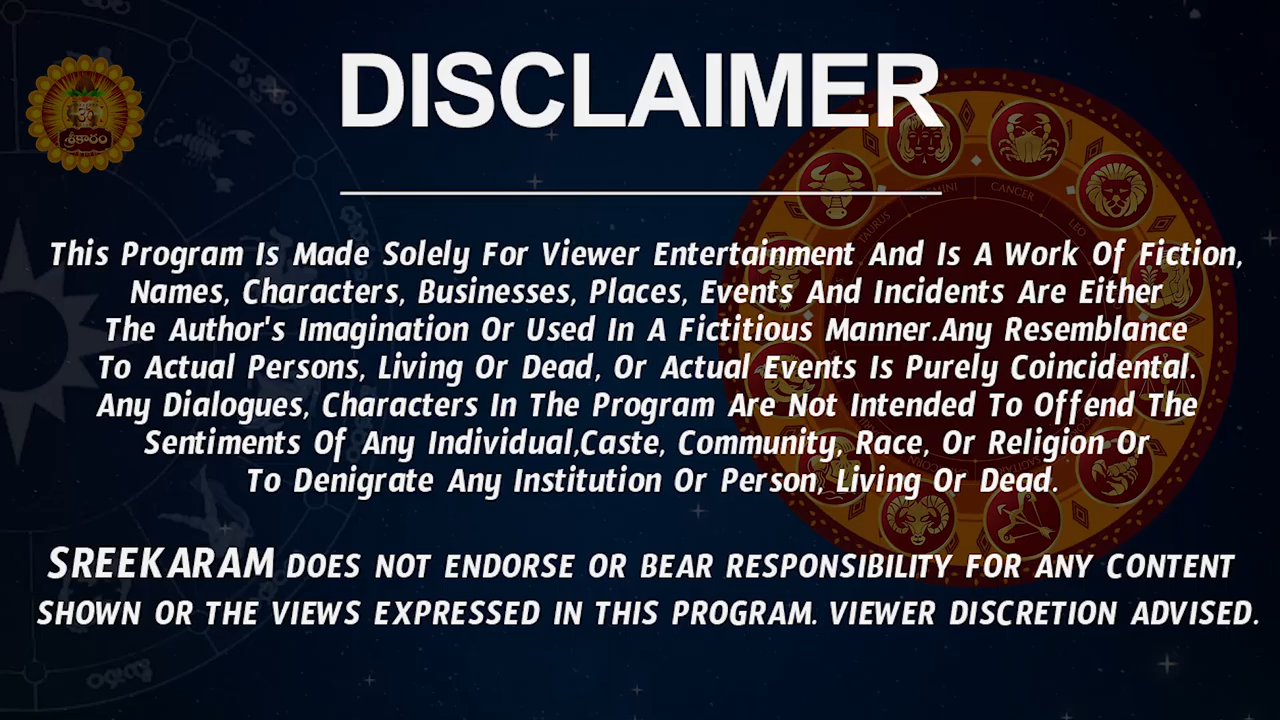 DISCLAIMER
శ్రీకారం
GEMINI
CANCER
TAURUS
LEO
This Program Is Made Solely For Viewer Entertainment And Is A Work Of Fiction,
Names, Characters, Businesses, Places, Events And Incidents Are Either
The Author's Imagination Or Used In A Fictitious Manner.Any Resemblance
To Actual Persons, Living Or Dead, Or Actual Events Is Purely Coincidental.
Any Dialogues, Characters In The Program Are Not Intended To Offend The
Sentiments Of Any Individual,Caste, Community, Race, Or Religion Or
To Denigrate Any Institution Or Person, Living Or Dead.
SREEKARAM DOES NOT ENDORSE OR BEAR RESPONSIBILITY FOR ANY CONTENT
SHOWN OR THE VIEWS EXPRESSED IN THIS PROGRAM. VIEWER DISCRETION ADVISED.